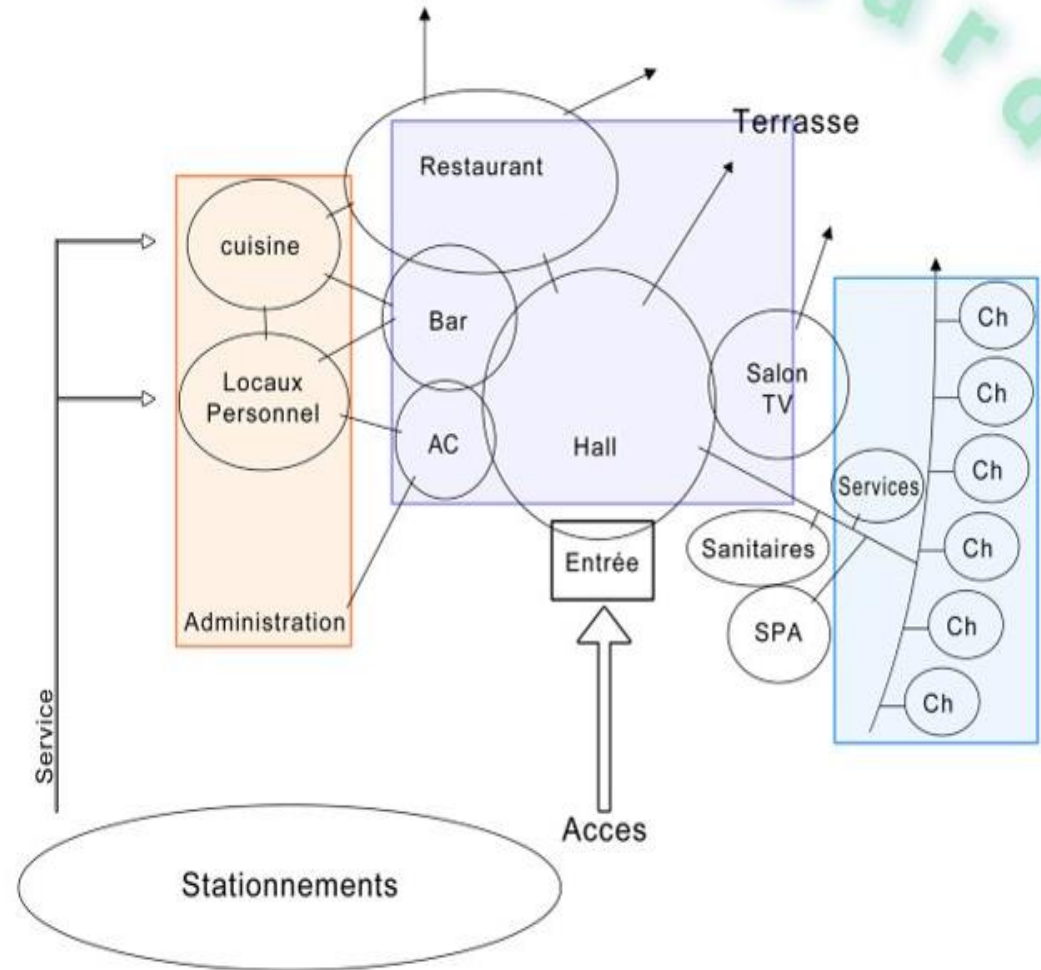 Terrasse
Restaurant
cuisine
Bar
Locaux
Personnel
AC
Hall
Salon
TV
Ch
Ch
Ch
Services
Sanitaires
Ch
Entrée
Administration
SPA
Ch
Ch
Service
Acces
Stationnements